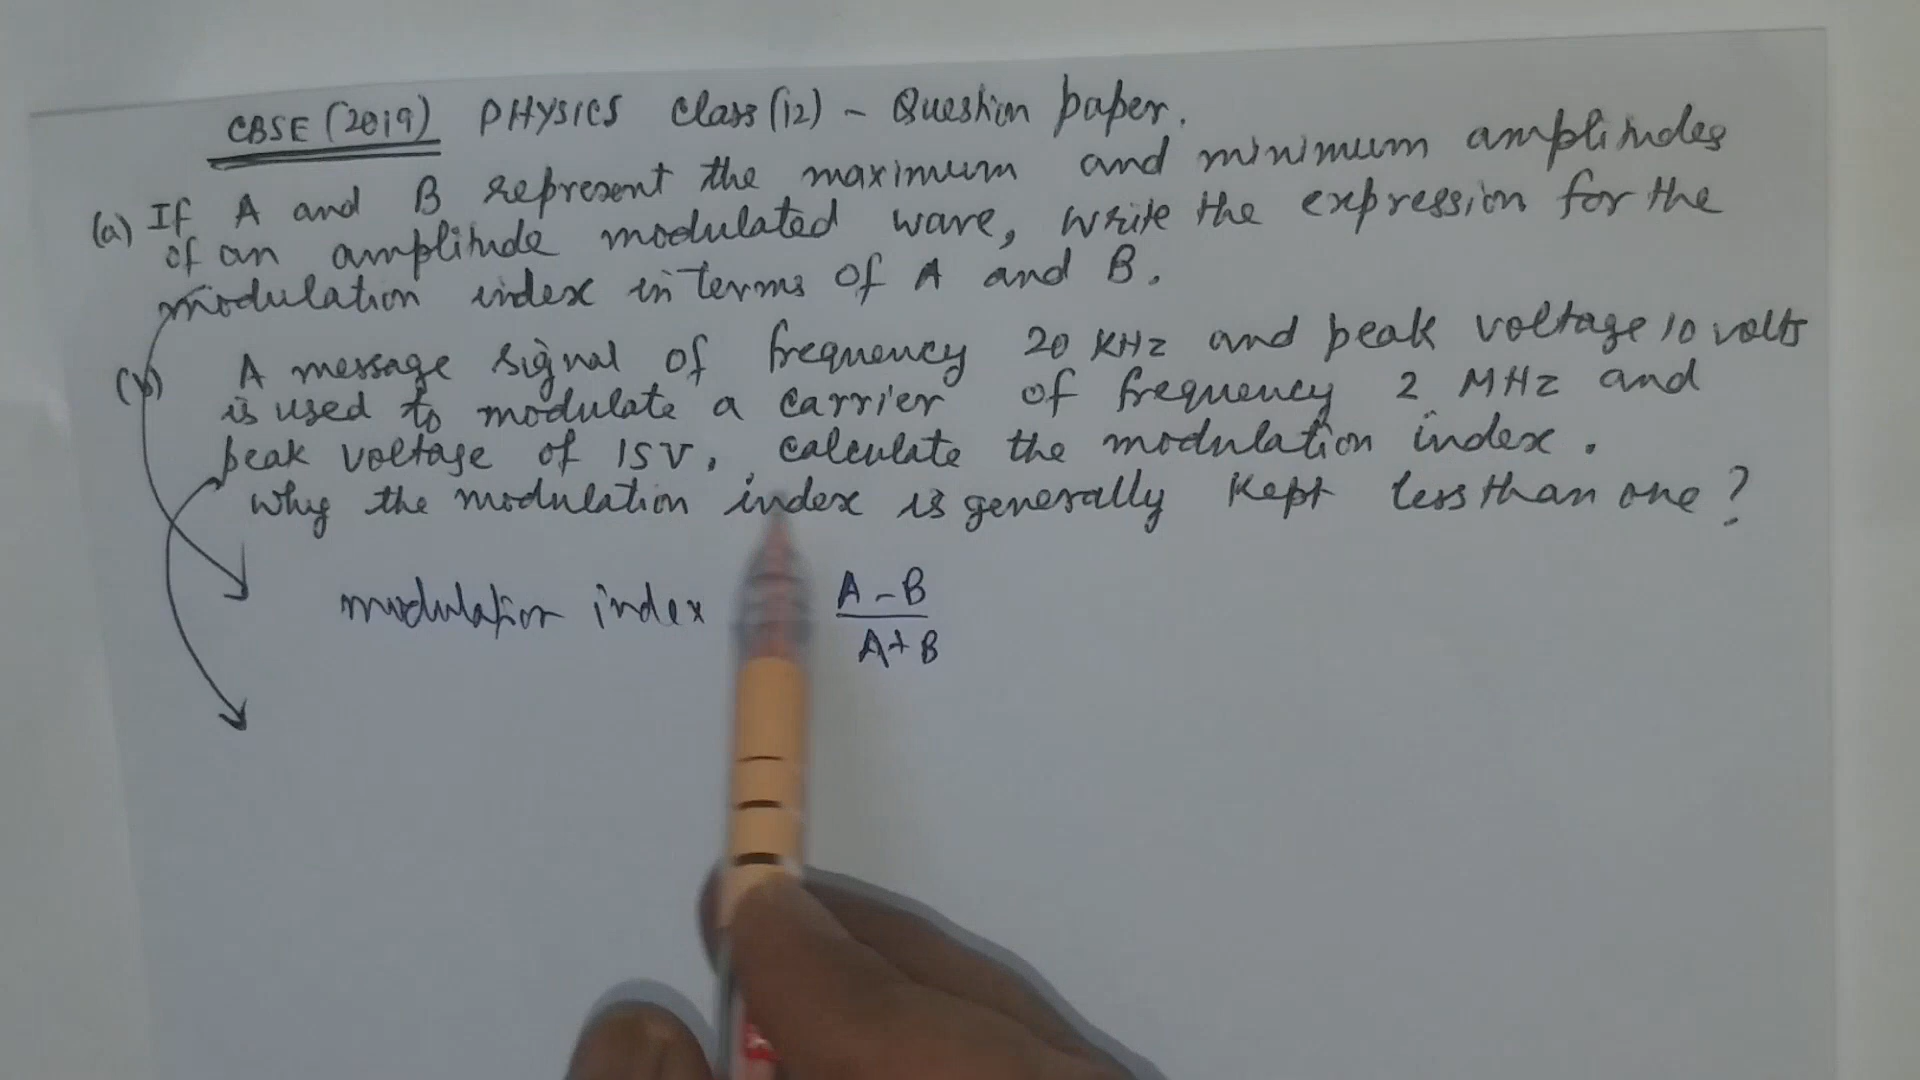 CBSE (2019) PHYSICS Class (12) - Question paper.
(a) If A and B represent the maximum and minimum amplitudes
of an amplitude modulated wave, write the expression for the
modulation index in terms of A and B.
(b) A message signal of frequency 20 KHz and peak voltage 10 volts
is used to modulate a carrier of frequency 2 MHz and
peak voltage of 15V. calculate the modulation index.
Why the modulation index is generally kept less than one?
modulation index
A - B
A + B